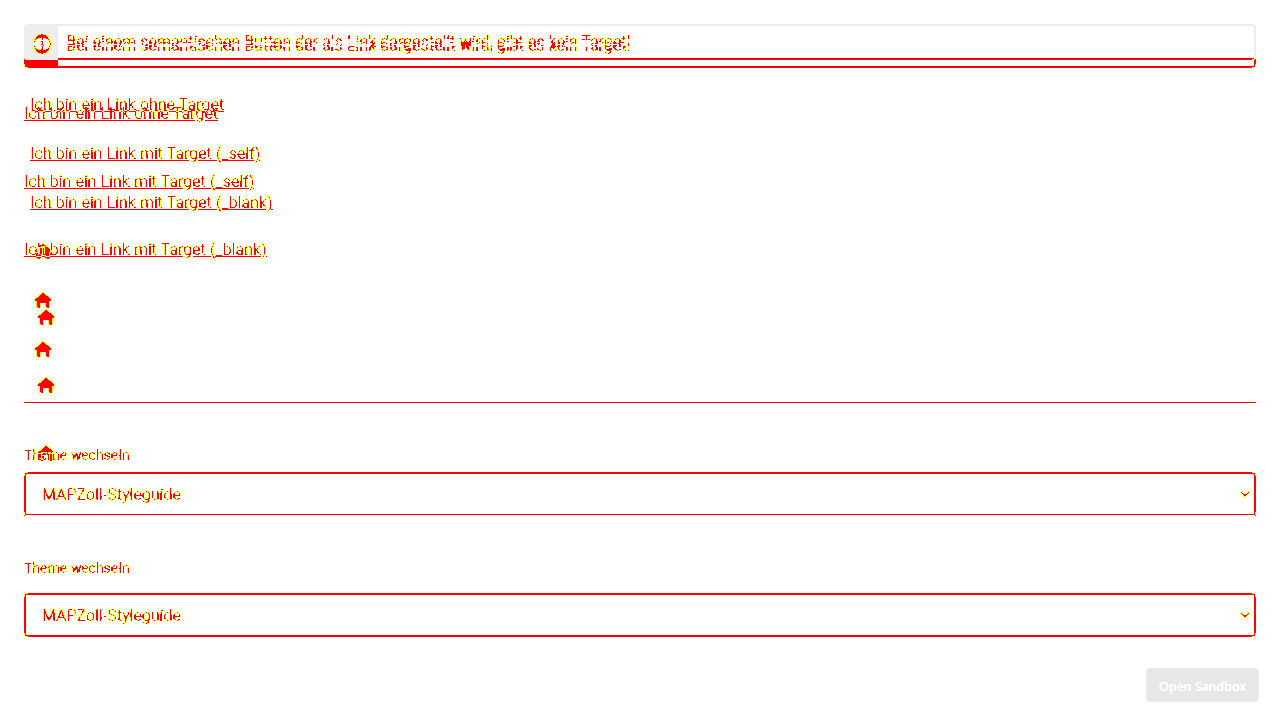 Bei einem semantischen Button der als Link dargestellt wird, gibt es kein Target!
Ich bin ein Link ohne Target
Ich bin ein Link ohne Target
Ich bin ein Link mit Target (_self)
Ich bin ein Link mit Target (_self)
Ich bin ein Link mit Target (_blank)
Ich bin ein Link mit Target (_blank)
Theme wechseln
MAPZoll-Styleguide
Theme wechseln
MAPZoll-Styleguide
Open Sandbox